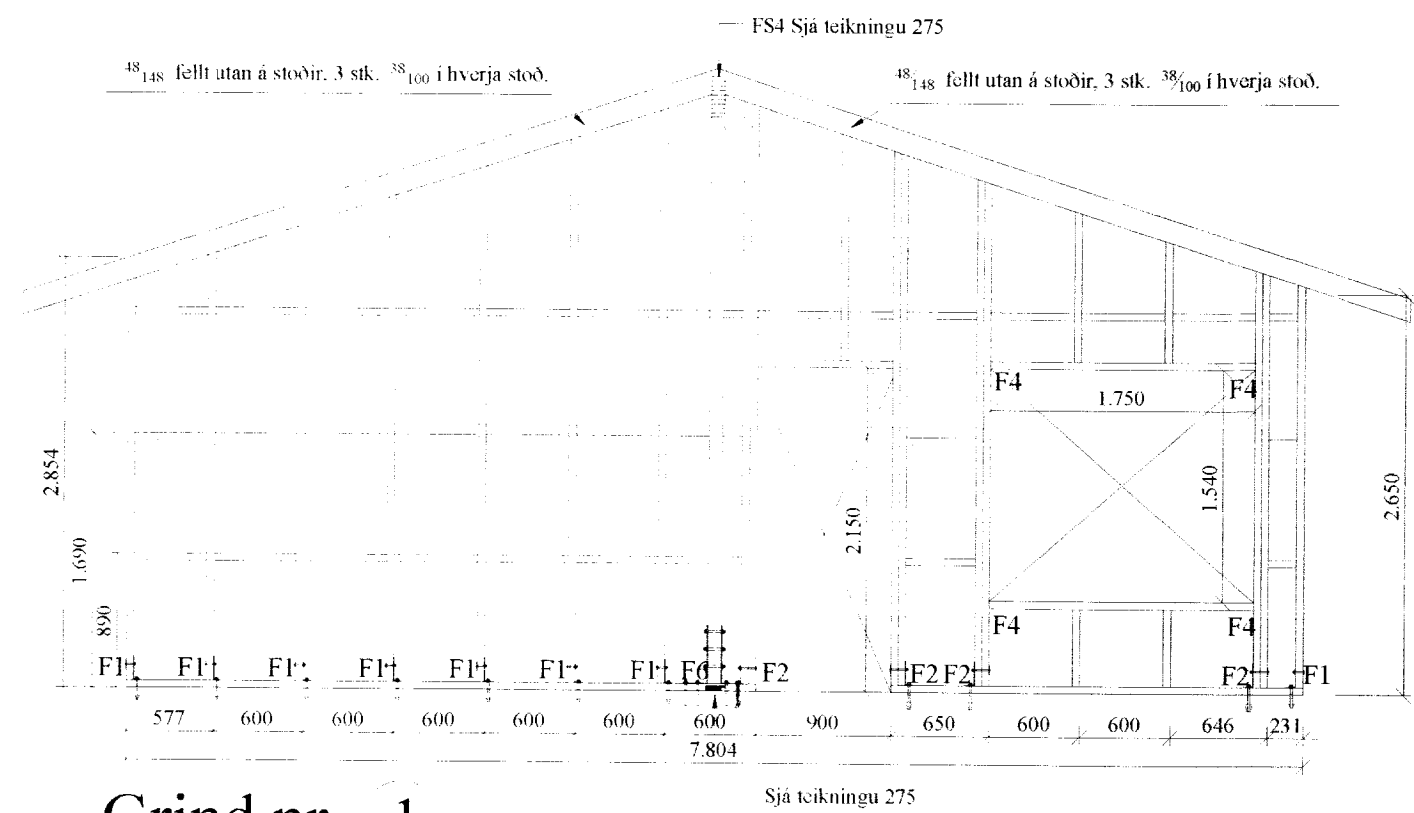 FS4 Sjá teikningu 275
48/148 fellt utan á stoðir, 3 stk. 38/100 í hverja stoð.
48/148 fellt utan á stoðir, 3 stk. 38/100 í hverja stoð.
F4
F4
1.750
2.854
1.540
2.650
2.150
1.690
890
F4
F4
F1 F1 F1 F1 F1 F1 F1 F6 F2 F2 F2 F2 F1
577 600 600 600 600 600 600 900 650 600 600 646 231
7.804
Sjá teikningu 275
Grind nr. 1